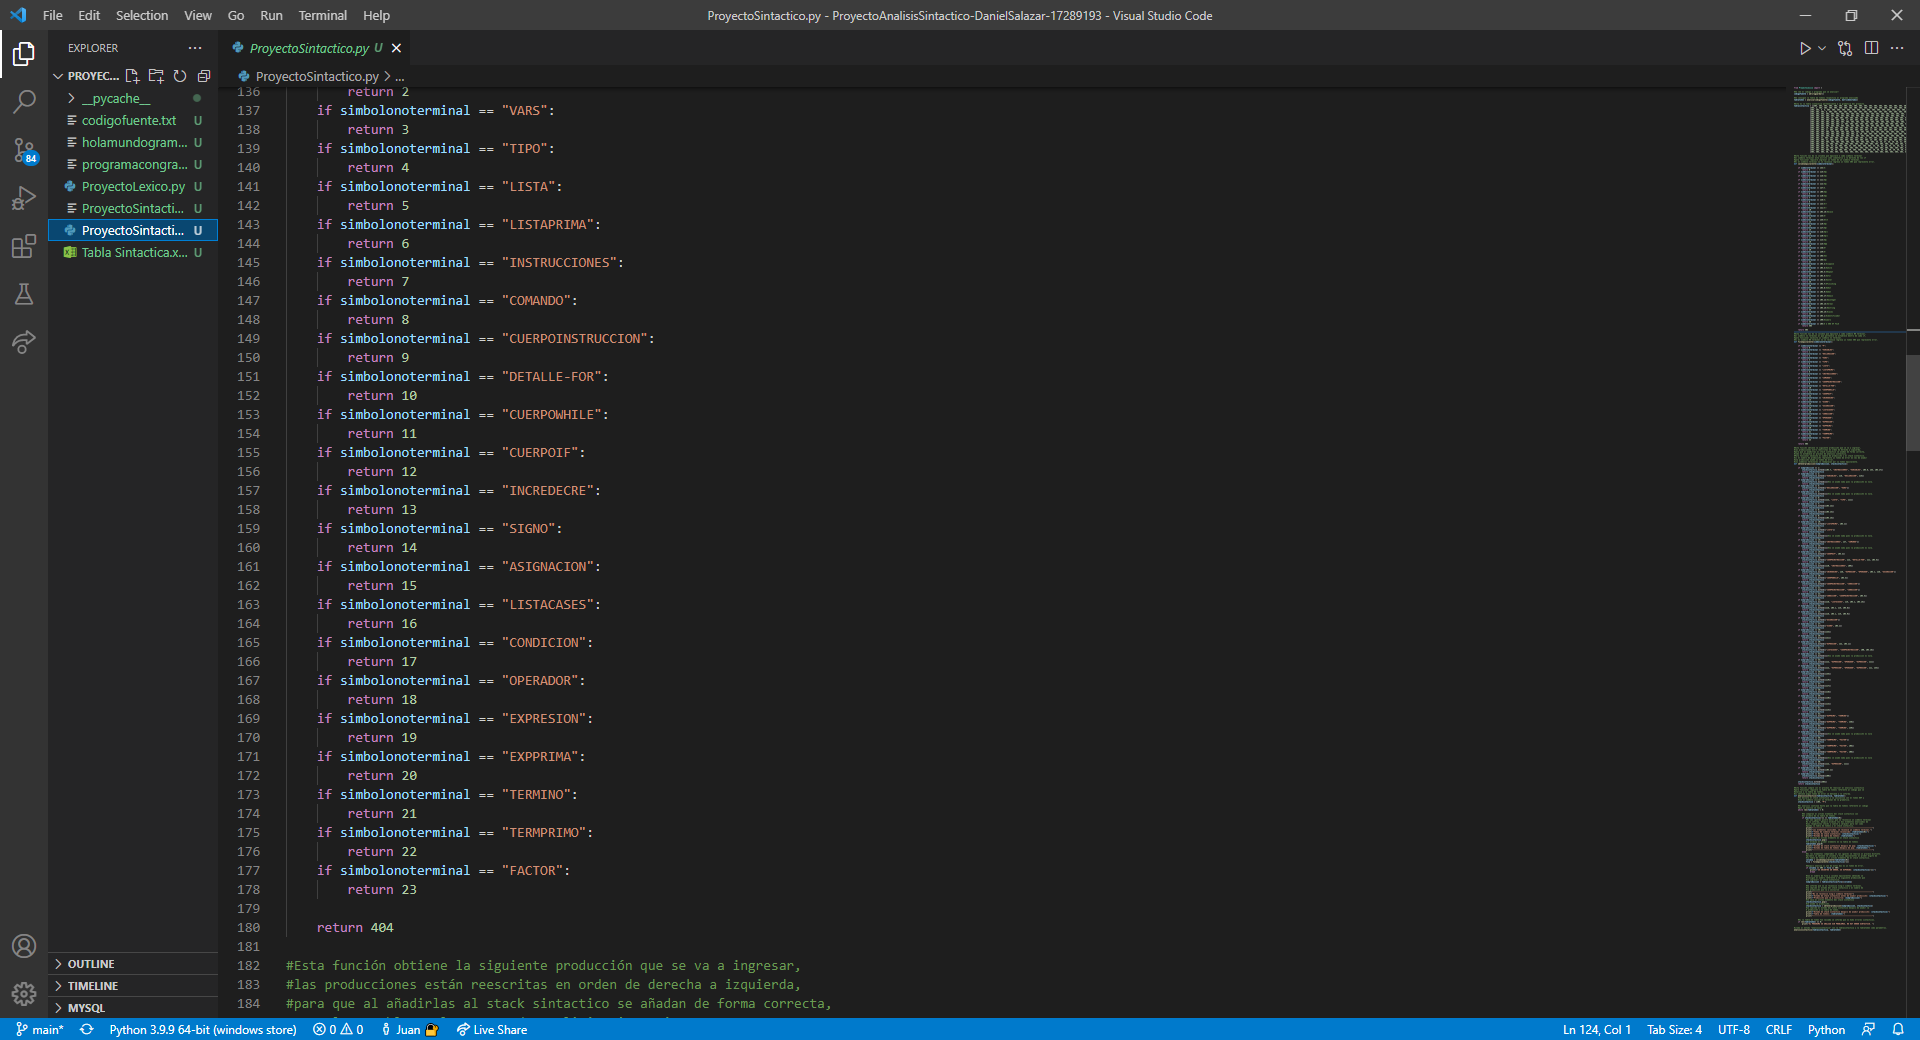 File Edit Selection View Go Run Terminal Help
ProyectoSintactico.py - ProyectoAnalisisSintactico-DanielSalazar-17289193 - Visual Studio Code
EXPLORER
PROYEC...
__pycache__
codigofuente.txt U
holamundogram... U
programacongra... U
ProyectoLexico.py U
ProyectoSintacti... U
ProyectoSintacti... U
Tabla Sintactica.x... U
OUTLINE
TIMELINE
MYSQL
84
ProyectoSintactico.py U
ProyectoSintactico.py > ...
136 return 2
137 if simbolonoterminal == "VARS":
138 return 3
139 if simbolonoterminal == "TIPO":
140 return 4
141 if simbolonoterminal == "LISTA":
142 return 5
143 if simbolonoterminal == "LISTAPRIMA":
144 return 6
145 if simbolonoterminal == "INSTRUCCIONES":
146 return 7
147 if simbolonoterminal == "COMANDO":
148 return 8
149 if simbolonoterminal == "CUERPOINSTRUCCION":
150 return 9
151 if simbolonoterminal == "DETALLE-FOR":
152 return 10
153 if simbolonoterminal == "CUERPOWHILE":
154 return 11
155 if simbolonoterminal == "CUERPOIF":
156 return 12
157 if simbolonoterminal == "INCREDECRE":
158 return 13
159 if simbolonoterminal == "SIGNO":
160 return 14
161 if simbolonoterminal == "ASIGNACION":
162 return 15
163 if simbolonoterminal == "LISTACASES":
164 return 16
165 if simbolonoterminal == "CONDICION":
166 return 17
167 if simbolonoterminal == "OPERADOR":
168 return 18
169 if simbolonoterminal == "EXPRESION":
170 return 19
171 if simbolonoterminal == "EXPPRIMA":
172 return 20
173 if simbolonoterminal == "TERMINO":
174 return 21
175 if simbolonoterminal == "TERMPRIMO":
176 return 22
177 if simbolonoterminal == "FACTOR":
178 return 23
179
180 return 404
181
182 #Esta función obtiene la siguiente producción que se va a ingresar,
183 #las producciones están reescritas en orden de derecha a izquierda,
184 #para que al añadirlas al stack sintactico se añadan de forma correcta,
main* Python 3.9.9 64-bit (windows store) 0 0 Juan Live Share
Ln 124, Col 1 Tab Size: 4 UTF-8 CRLF Python